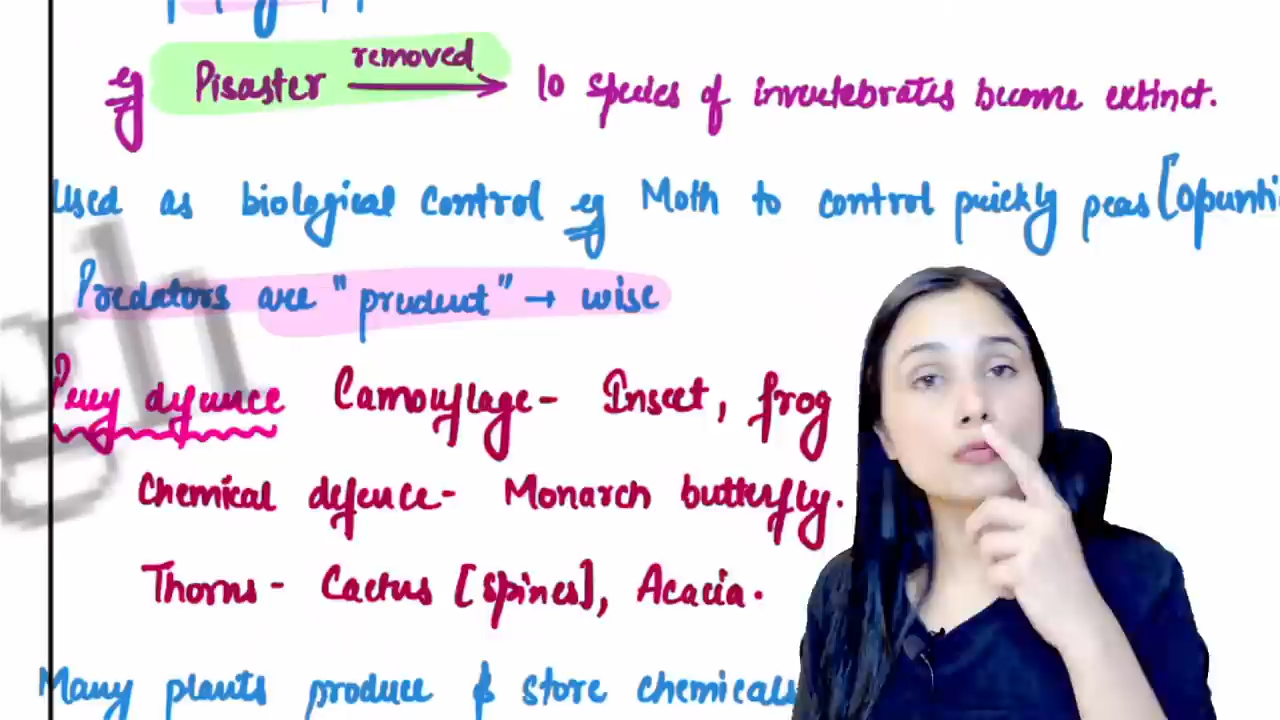 eg Pisaster removed → 10 species of invertebrates become extinct.
Used as biological control eg Moth to control prickly pears [Opunti
Predators are "prudent" → wise
Prey defence Camouflage - Insect, frog
Chemical defence - Monarch butterfly.
Thorns - Cactus [spines], Acacia.
Many plants produce & store chemicals
gh